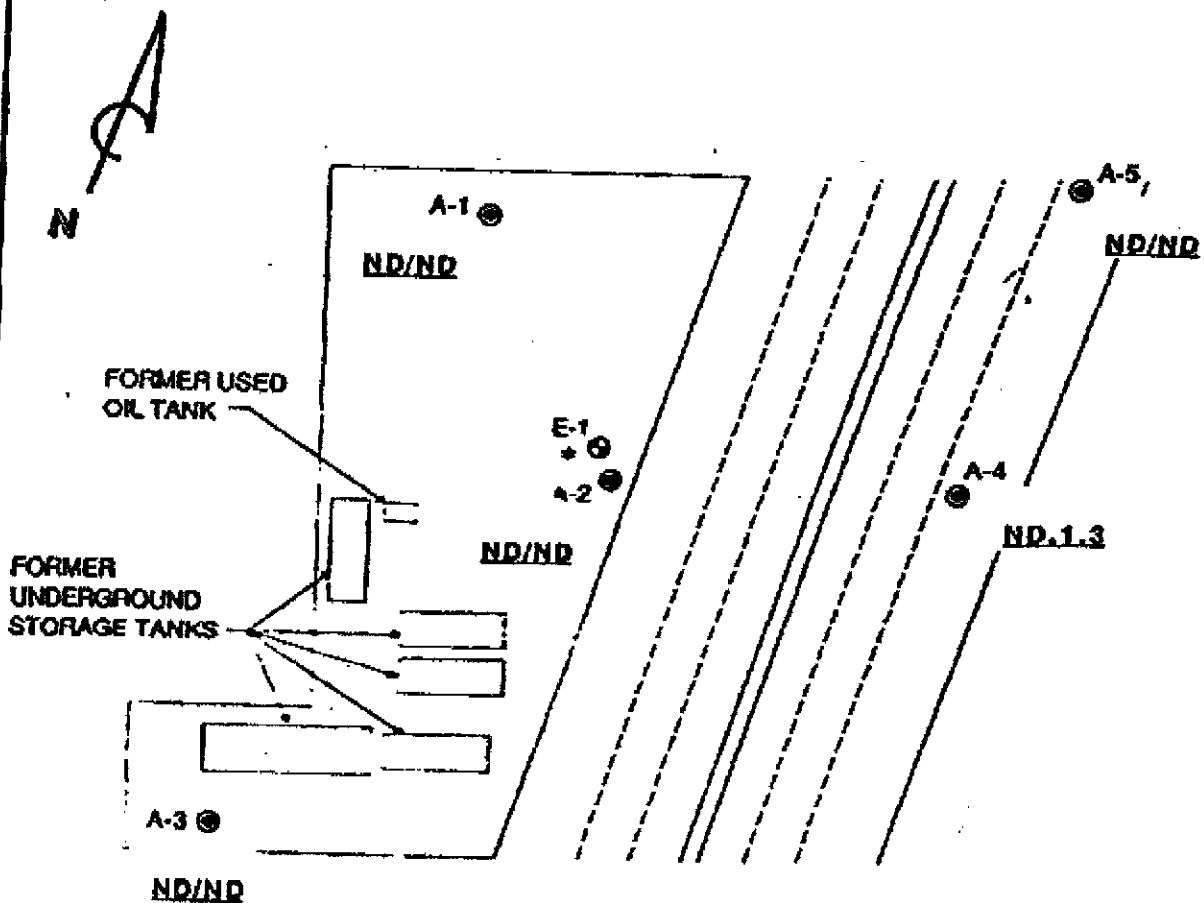 N
A-1
ND/ND
A-5
ND/ND
FORMER USED
OIL TANK
E-1
*
A-2
A-4
ND/ND
ND.1.3
FORMER
UNDERGROUND
STORAGE TANKS
A-3
ND/ND